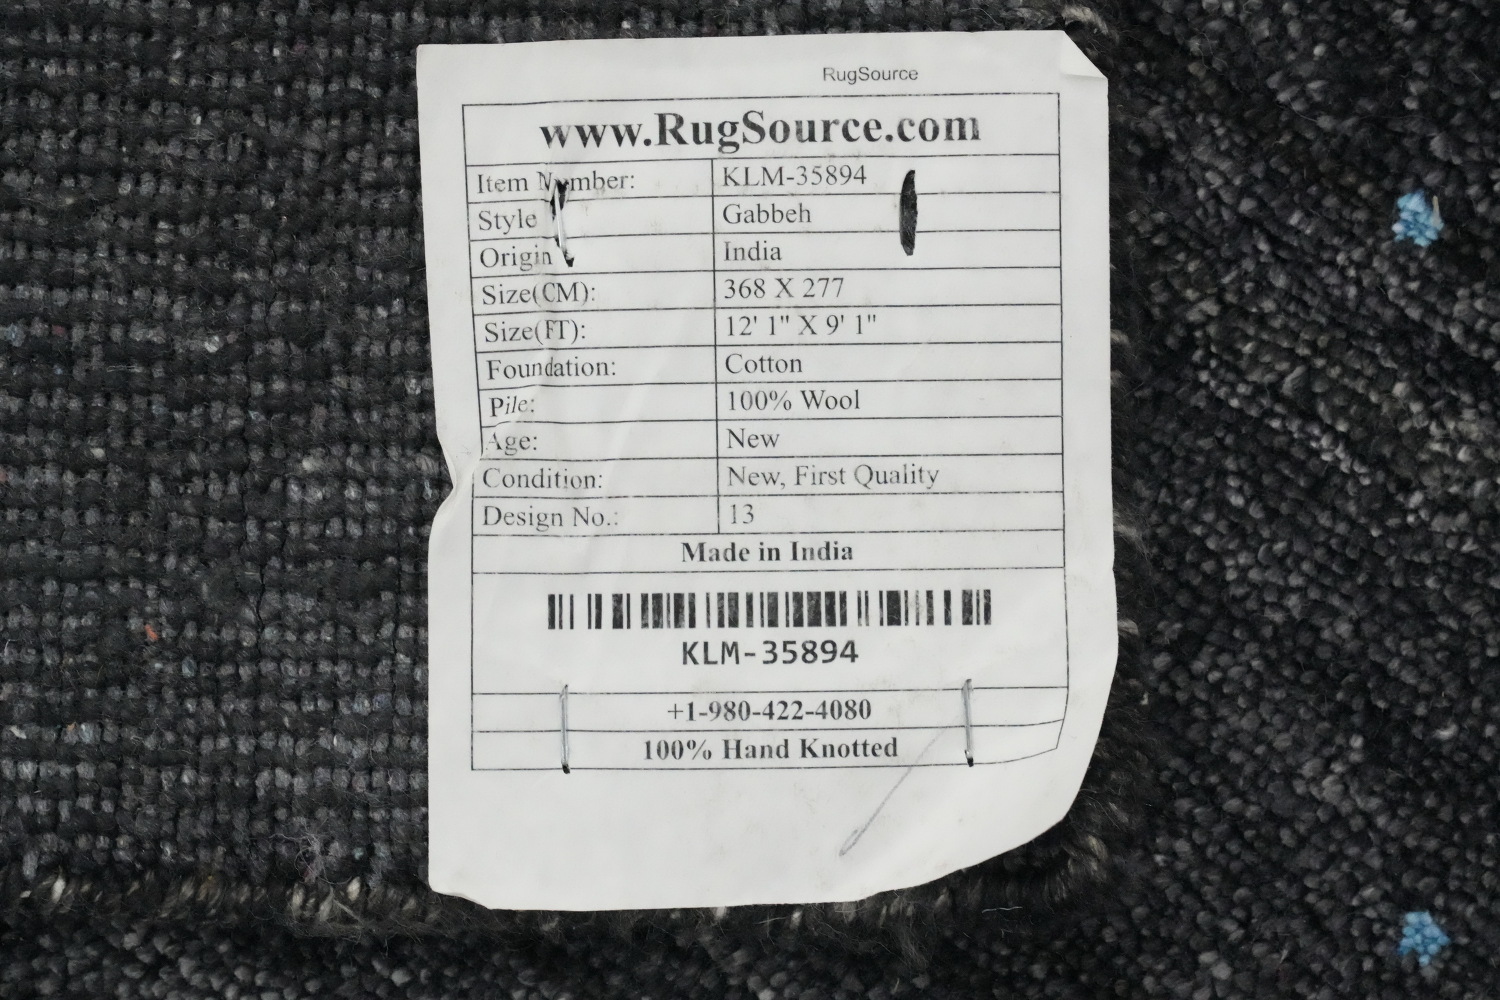 RugSource
www.RugSource.com
Item Number: KLM-35894
Style Gabbeh
Origin India
Size(CM): 368 X 277
Size(FT): 12' 1" X 9' 1"
Foundation: Cotton
Pile: 100% Wool
Age: New
Condition: New, First Quality
Design No.: 13
Made in India
KLM-35894
+1-980-422-4080
100% Hand Knotted